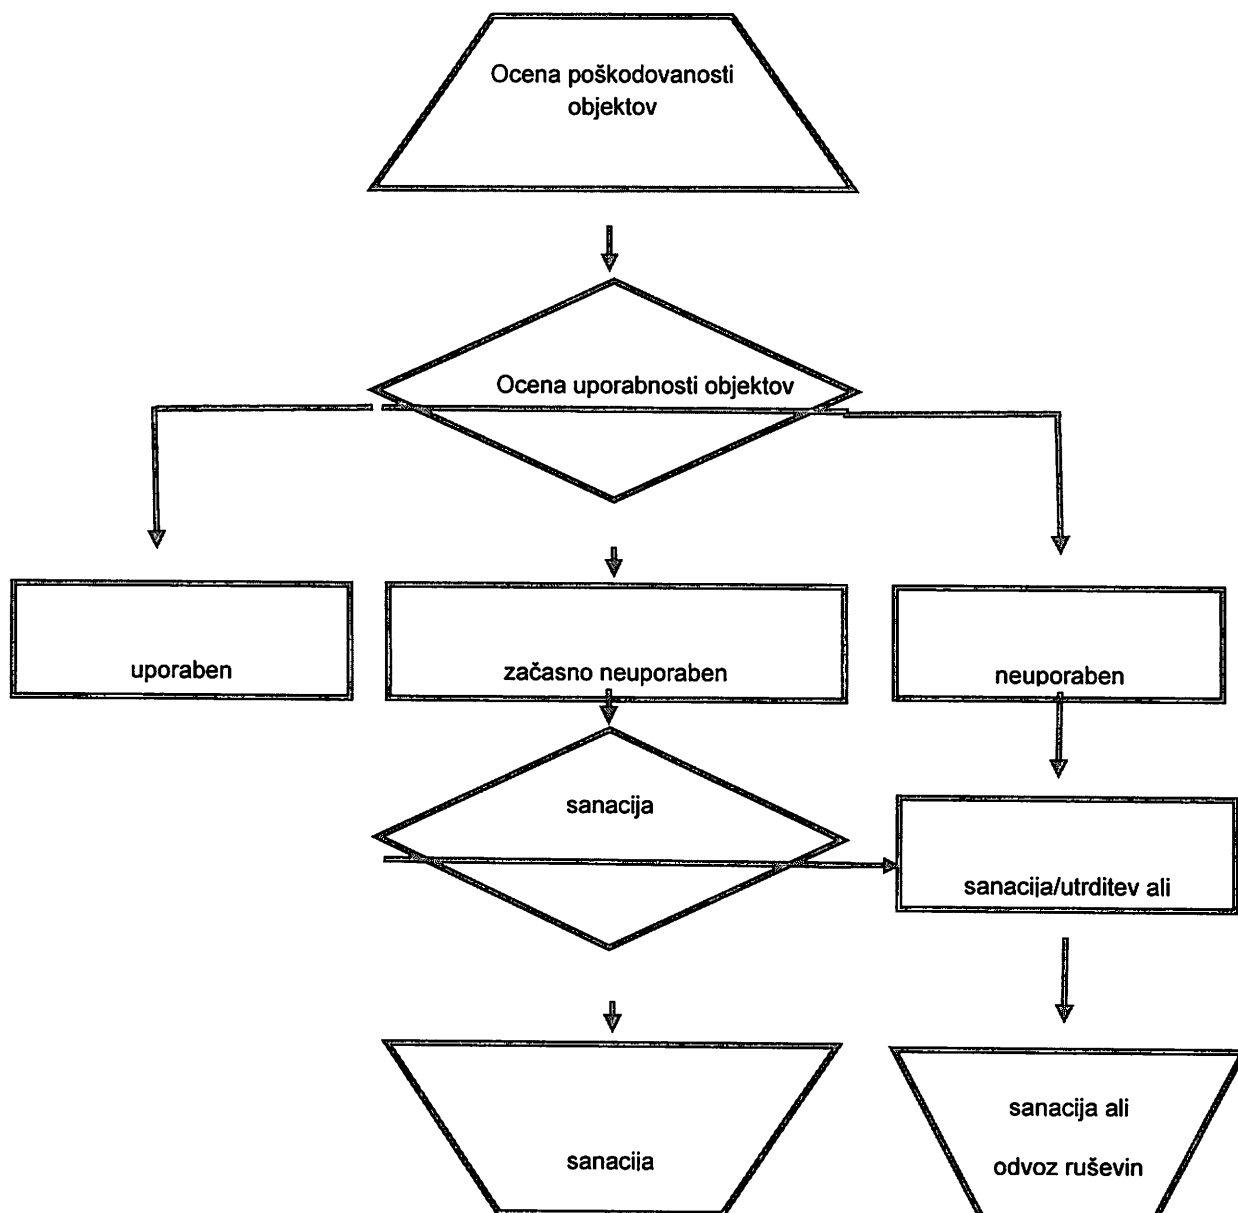 Ocena poškodovanosti
objektov
Ocena uporabnosti objektov
uporaben
začasno neuporaben
neuporaben
sanacija
sanacija/utrditev ali
sanacija
sanacija ali
odvoz ruševin